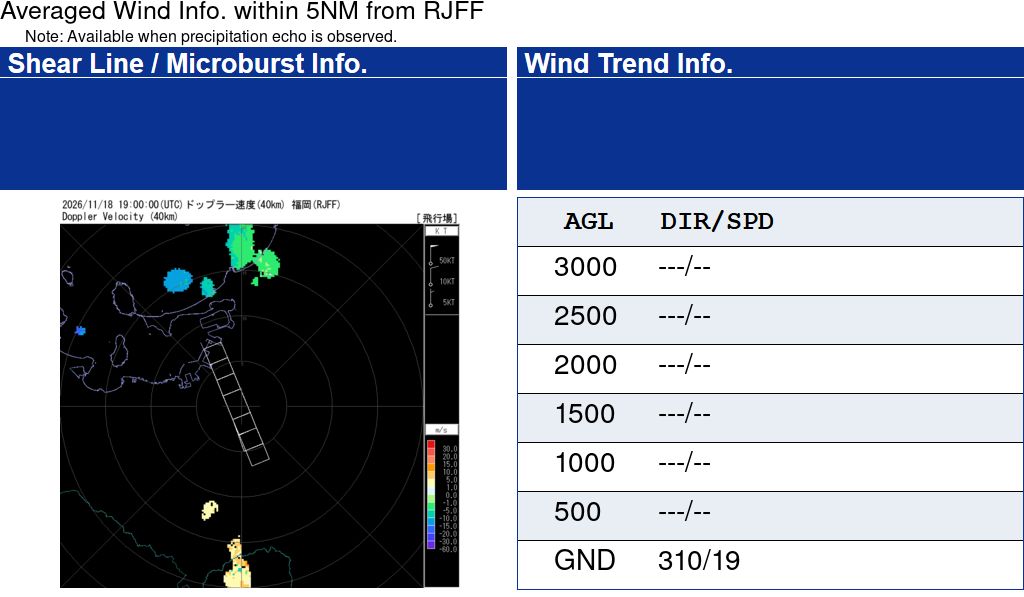 Averaged Wind Info. within 5NM from RJFF
Note: Available when precipitation echo is observed.
Shear Line / Microburst Info.
Wind Trend Info.
2026/11/18 19:00:00(UTC) ドップラー速度(40km) 福岡(RJFF)
Doppler Velocity (40km)
[飛行場]
K T
50KT
10KT
5KT
m/s
30.0
20.0
15.0
10.0
5.0
1.0
0.0
-1.0
-5.0
-10.0
-15.0
-20.0
-30.0
-60.0
AGL DIR/SPD
3000 ---/--
2500 ---/--
2000 ---/--
1500 ---/--
1000 ---/--
500 ---/--
GND 310/19